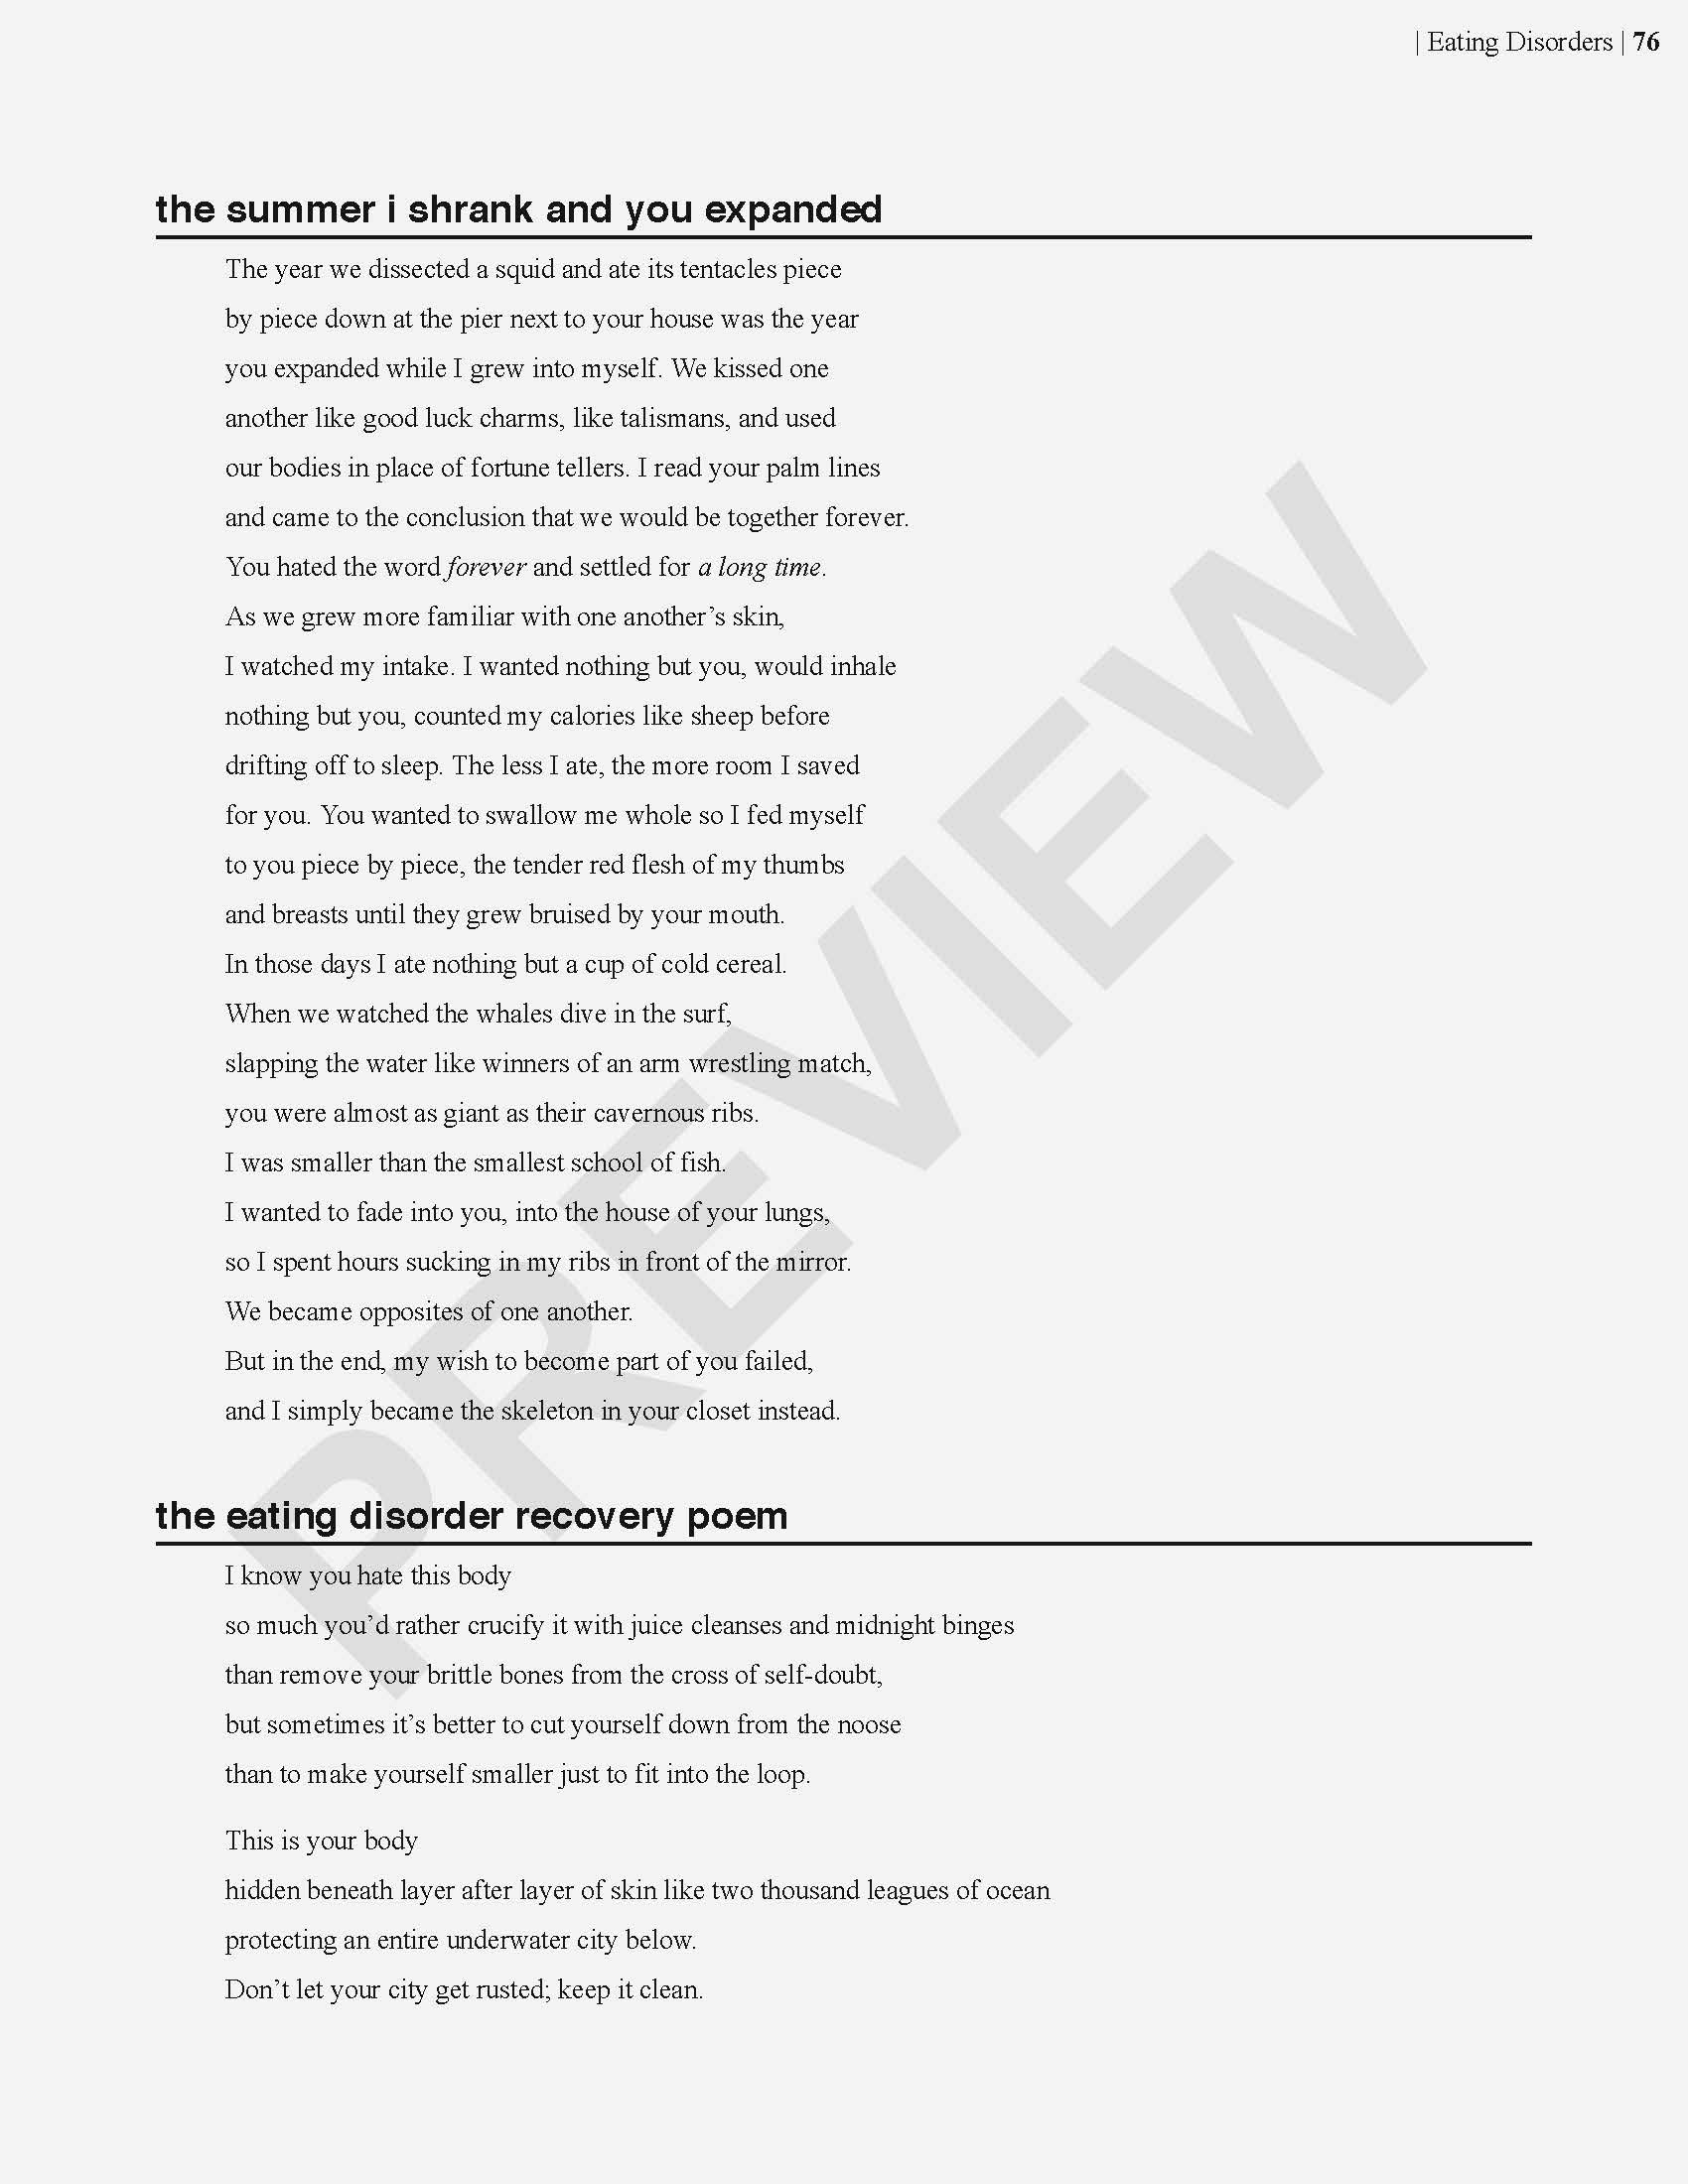 | Eating Disorders | 76
the summer i shrank and you expanded
The year we dissected a squid and ate its tentacles piece
by piece down at the pier next to your house was the year
you expanded while I grew into myself. We kissed one
another like good luck charms, like talismans, and used
our bodies in place of fortune tellers. I read your palm lines
and came to the conclusion that we would be together forever.
You hated the word forever and settled for a long time.
As we grew more familiar with one another’s skin,
I watched my intake. I wanted nothing but you, would inhale
nothing but you, counted my calories like sheep before
drifting off to sleep. The less I ate, the more room I saved
for you. You wanted to swallow me whole so I fed myself
to you piece by piece, the tender red flesh of my thumbs
and breasts until they grew bruised by your mouth.
In those days I ate nothing but a cup of cold cereal.
When we watched the whales dive in the surf,
slapping the water like winners of an arm wrestling match,
you were almost as giant as their cavernous ribs.
I was smaller than the smallest school of fish.
I wanted to fade into you, into the house of your lungs,
so I spent hours sucking in my ribs in front of the mirror.
We became opposites of one another.
But in the end, my wish to become part of you failed,
and I simply became the skeleton in your closet instead.
the eating disorder recovery poem
I know you hate this body
so much you’d rather crucify it with juice cleanses and midnight binges
than remove your brittle bones from the cross of self-doubt,
but sometimes it’s better to cut yourself down from the noose
than to make yourself smaller just to fit into the loop.
This is your body
hidden beneath layer after layer of skin like two thousand leagues of ocean
protecting an entire underwater city below.
Don’t let your city get rusted; keep it clean.
PREVIEW